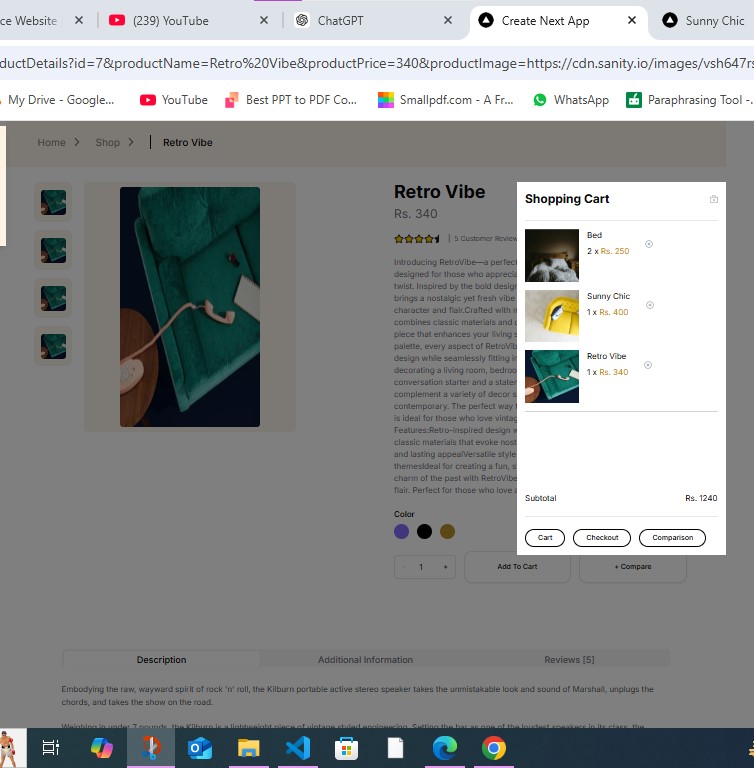 ce Website
(239) YouTube
ChatGPT
Create Next App
Sunny Chic
ductDetails?id=7&productName=Retro%20Vibe&productPrice=340&productImage=https://cdn.sanity.io/images/vsh647rs
My Drive - Google...
YouTube
Best PPT to PDF Co...
Smallpdf.com - A Fr...
WhatsApp
Paraphrasing Tool -
Home
Shop
Retro Vibe
Retro Vibe
Rs. 340
5 Customer Review
Introducing RetroVibe—a perfect
designed for those who apprecia
twist. Inspired by the bold design
brings a nostalgic yet fresh vibe
character and flair.Crafted with
combines classic materials and
piece that enhances your living s
palette, every aspect of RetroVib
design while seamlessly fitting in
decorating a living room, bedroo
conversation starter and a stater
complement a variety of decor s
contemporary. The perfect way t
is ideal for those who love vintag
Features:Retro-inspired design w
classic materials that evoke nost
and lasting appealVersatile style
themesIdeal for creating a fun, s
charm of the past with RetroVibe
flair. Perfect for those who love a
Color
- 1 +
Add To Cart
+ Compare
Shopping Cart
Bed
2 x Rs. 250
Sunny Chic
1 x Rs. 400
Retro Vibe
1 x Rs. 340
Subtotal
Rs. 1240
Cart
Checkout
Comparison
Description
Additional Information
Reviews [5]
Embodying the raw, wayward spirit of rock 'n' roll, the Kilburn portable active stereo speaker takes the unmistakable look and sound of Marshall, unplugs the
chords, and takes the show on the road.
Weighing in under 7 pounds, the Kilburn is a lightweight piece of vintage styled engineering. Setting the bar as one of the loudest speakers in its class, the